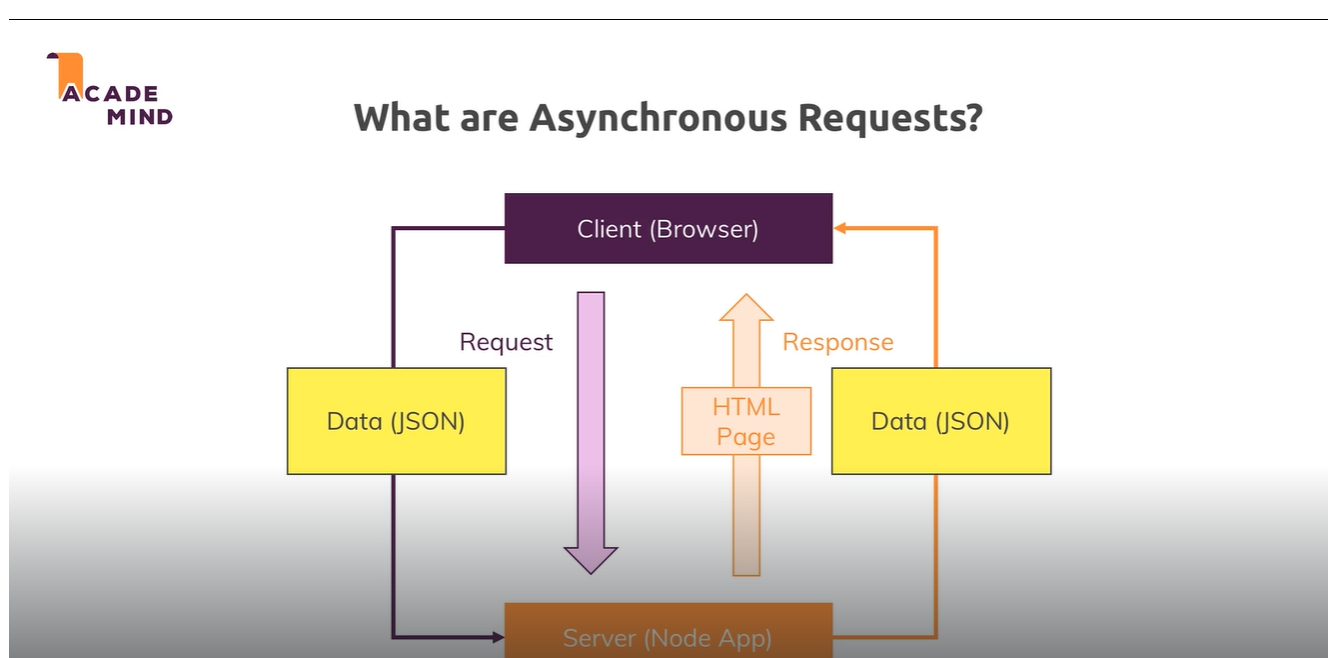 ACADE
MIND
What are Asynchronous Requests?
Client (Browser)
Request
Response
Data (JSON)
HTML
Page
Data (JSON)
Server (Node App)